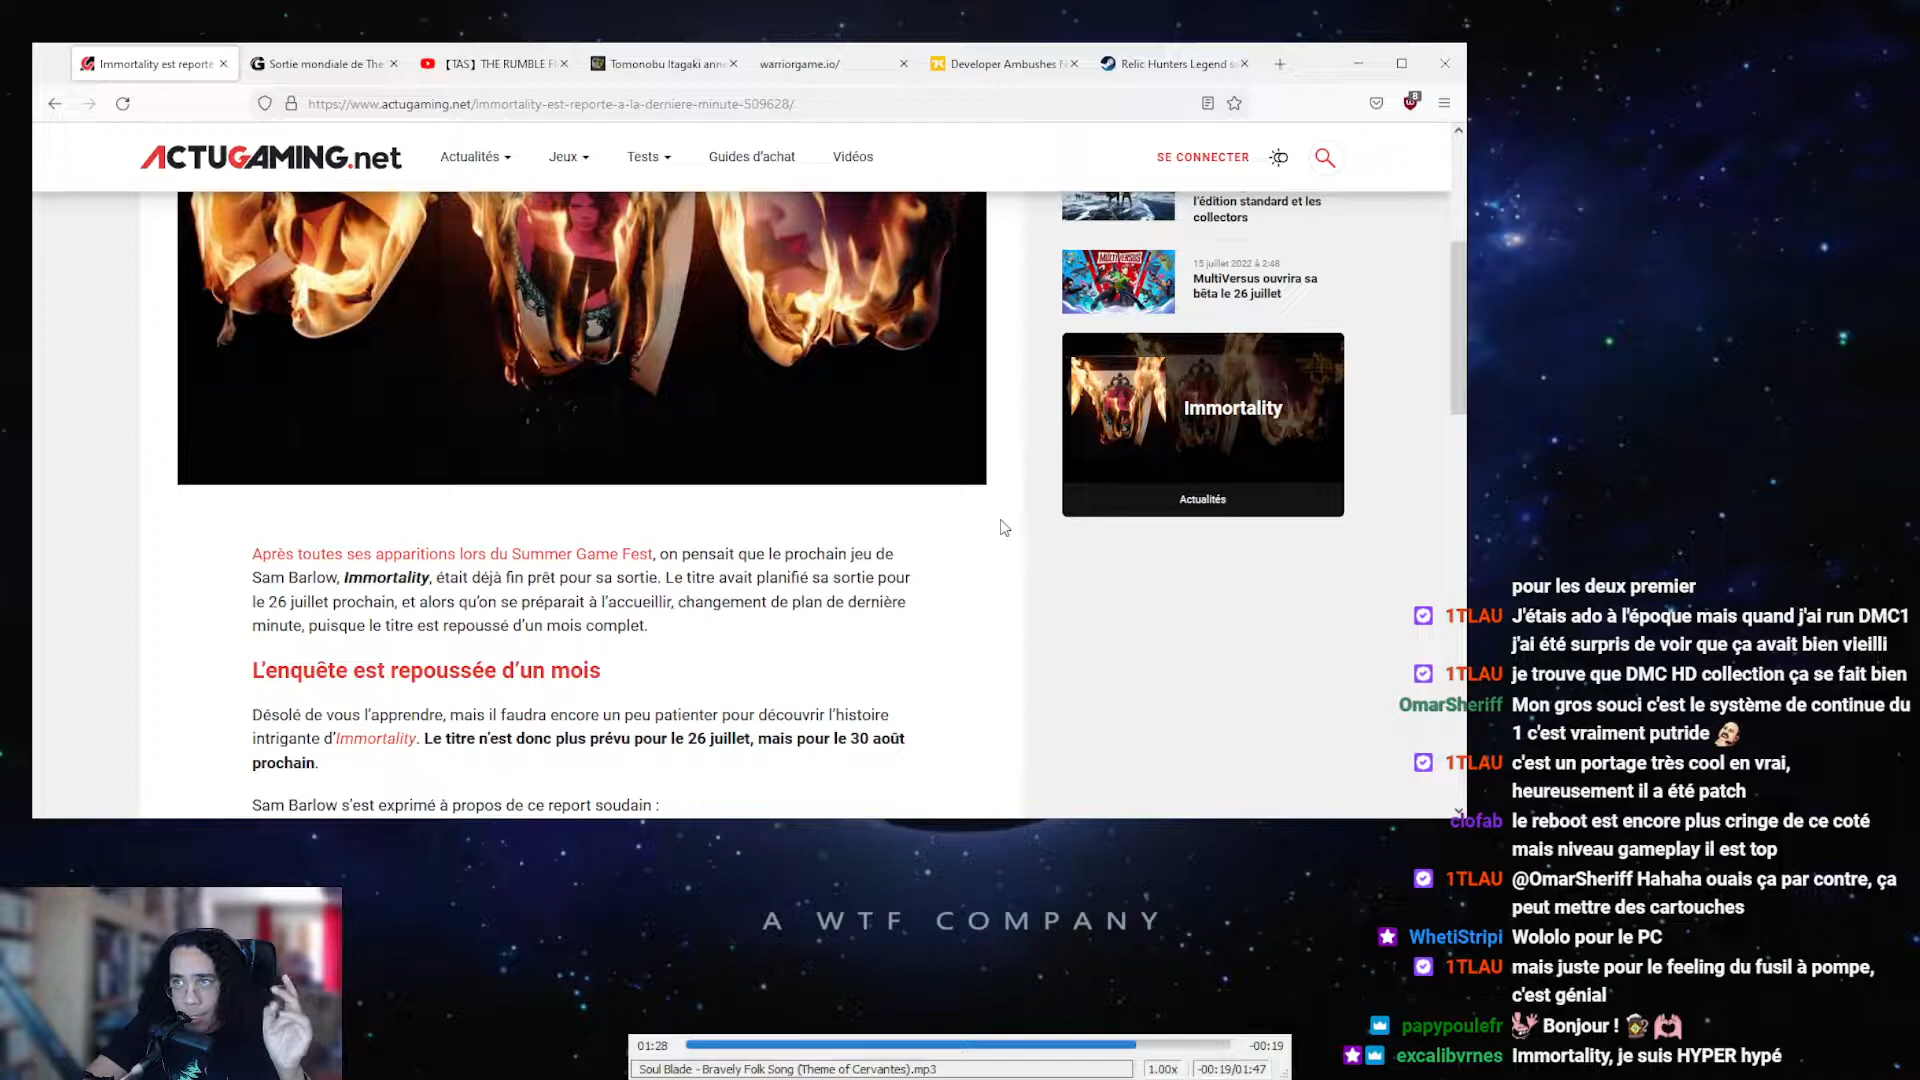 Immortality est reporté
Sortie mondiale de The
【TAS】THE RUMBLE F
Tomonobu Itagaki anne
warriorgame.io/
Developer Ambushes N
Relic Hunters Legend s
https://www.actugaming.net/immortality-est-reporte-a-la-derniere-minute-509628/
8
ACTUGAMING.net
Actualités
Jeux
Tests
Guides d'achat
Vidéos
SE CONNECTER
l'édition standard et les
collectors
MULTIVERSUS
15 juillet 2022 à 2:48
MultiVersus ouvrira sa
bêta le 26 juillet
Immortality
Actualités
Après toutes ses apparitions lors du Summer Game Fest, on pensait que le prochain jeu de
Sam Barlow, Immortality, était déjà fin prêt pour sa sortie. Le titre avait planifié sa sortie pour
le 26 juillet prochain, et alors qu'on se préparait à l'accueillir, changement de plan de dernière
minute, puisque le titre est repoussé d'un mois complet.
L'enquête est repoussée d'un mois
Désolé de vous l'apprendre, mais il faudra encore un peu patienter pour découvrir l'histoire
intrigante d'Immortality. Le titre n'est donc plus prévu pour le 26 juillet, mais pour le 30 août
prochain.
Sam Barlow s'est exprimé à propos de ce report soudain :
pour les deux premier
1TLAU J'étais ado à l'époque mais quand j'ai run DMC1
j'ai été surpris de voir que ça avait bien vieilli
1TLAU je trouve que DMC HD collection ça se fait bien
OmarSheriff Mon gros souci c'est le système de continue du
1 c'est vraiment putride
1TLAU c'est un portage très cool en vrai,
heureusement il a été patch
clofab le reboot est encore plus cringe de ce coté
mais niveau gameplay il est top
1TLAU @OmarSheriff Hahaha ouais ça par contre, ça
peut mettre des cartouches
WhetiStripi Wololo pour le PC
1TLAU mais juste pour le feeling du fusil à pompe,
c'est génial
papypoulefr Bonjour !
excalibvrnes Immortality, je suis HYPER hypé
A WTF COMPANY
01:28
-00:19
Soul Blade - Bravely Folk Song (Theme of Cervantes).mp3
1.00x
-00:19/01:47